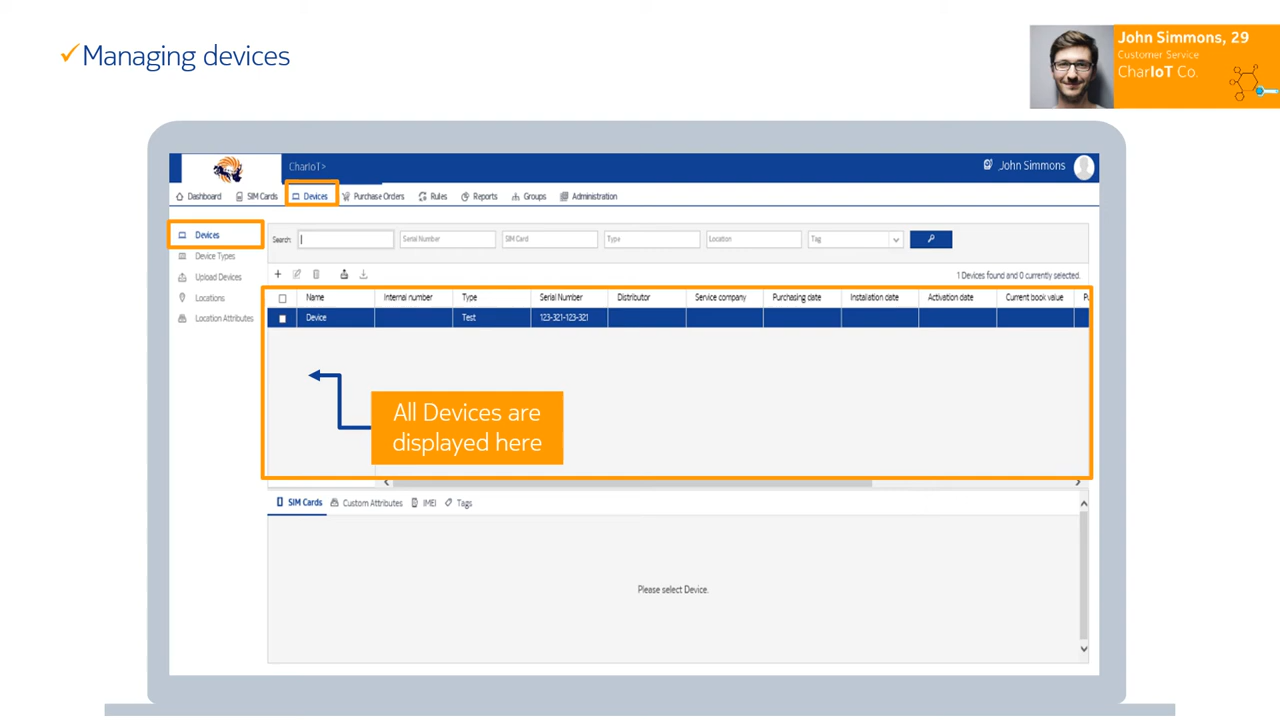 ✓Managing devices
John Simmons, 29
Customer Service
CharIoT Co.
CharIoT>
John Simmons
Dashboard SIM Cards Devices Purchase Orders Rules Reports Groups Administration
Devices
Device Types
Upload Devices
Locations
Location Attributes
Search: Serial Number SIM Card Type Location Tag
1 Devices found and 0 currently selected.
Name Internal number Type Serial Number Distributor Service company Purchasing date Installation date Activation date Current book value
Device Test 123-321-123-321
All Devices are
displayed here
SIM Cards Custom Attributes IMEI Tags
Please select Device.